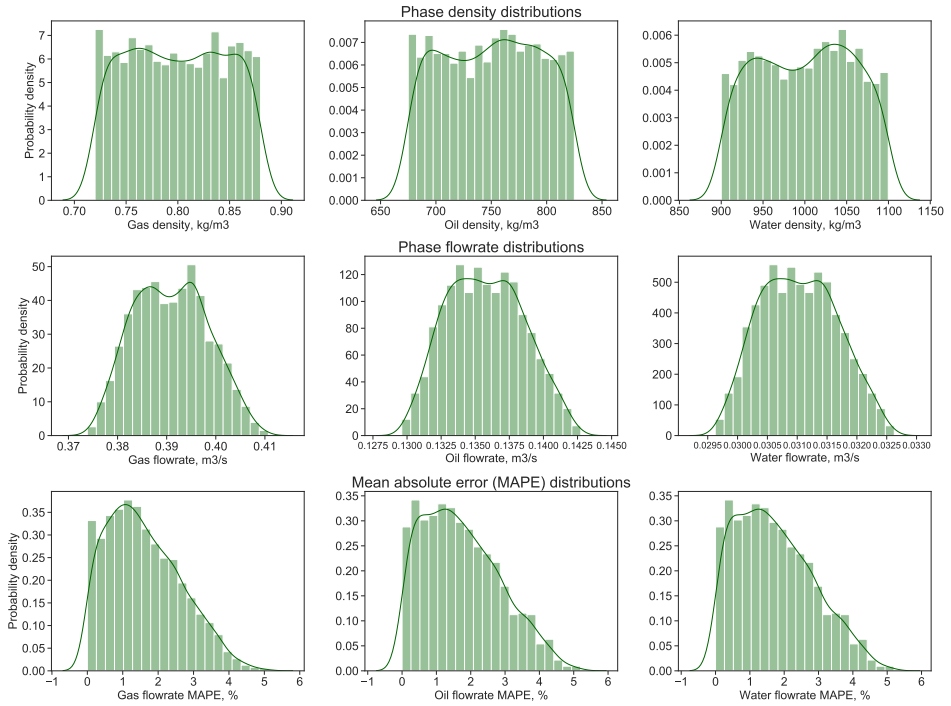 Phase density distributions
Probability density
7
6
5
4
3
2
1
0
0.70 0.75 0.80 0.85 0.90
Gas density, kg/m3
0.007
0.006
0.005
0.004
0.003
0.002
0.001
0.000
650 700 750 800 850
Oil density, kg/m3
0.006
0.005
0.004
0.003
0.002
0.001
0.000
850 900 950 1000 1050 1100 1150
Water density, kg/m3
Phase flowrate distributions
Probability density
50
40
30
20
10
0
0.37 0.38 0.39 0.40 0.41
Gas flowrate, m3/s
120
100
80
60
40
20
0
0.1275 0.1300 0.1325 0.1350 0.1375 0.1400 0.1425 0.1450
Oil flowrate, m3/s
500
400
300
200
100
0
0.0295 0.0300 0.0305 0.0310 0.0315 0.0320 0.0325 0.0330
Water flowrate, m3/s
Mean absolute error (MAPE) distributions
Probability density
0.35
0.30
0.25
0.20
0.15
0.10
0.05
0.00
−1 0 1 2 3 4 5 6
Gas flowrate MAPE, %
0.35
0.30
0.25
0.20
0.15
0.10
0.05
0.00
−1 0 1 2 3 4 5 6
Oil flowrate MAPE, %
0.35
0.30
0.25
0.20
0.15
0.10
0.05
0.00
−1 0 1 2 3 4 5 6
Water flowrate MAPE, %